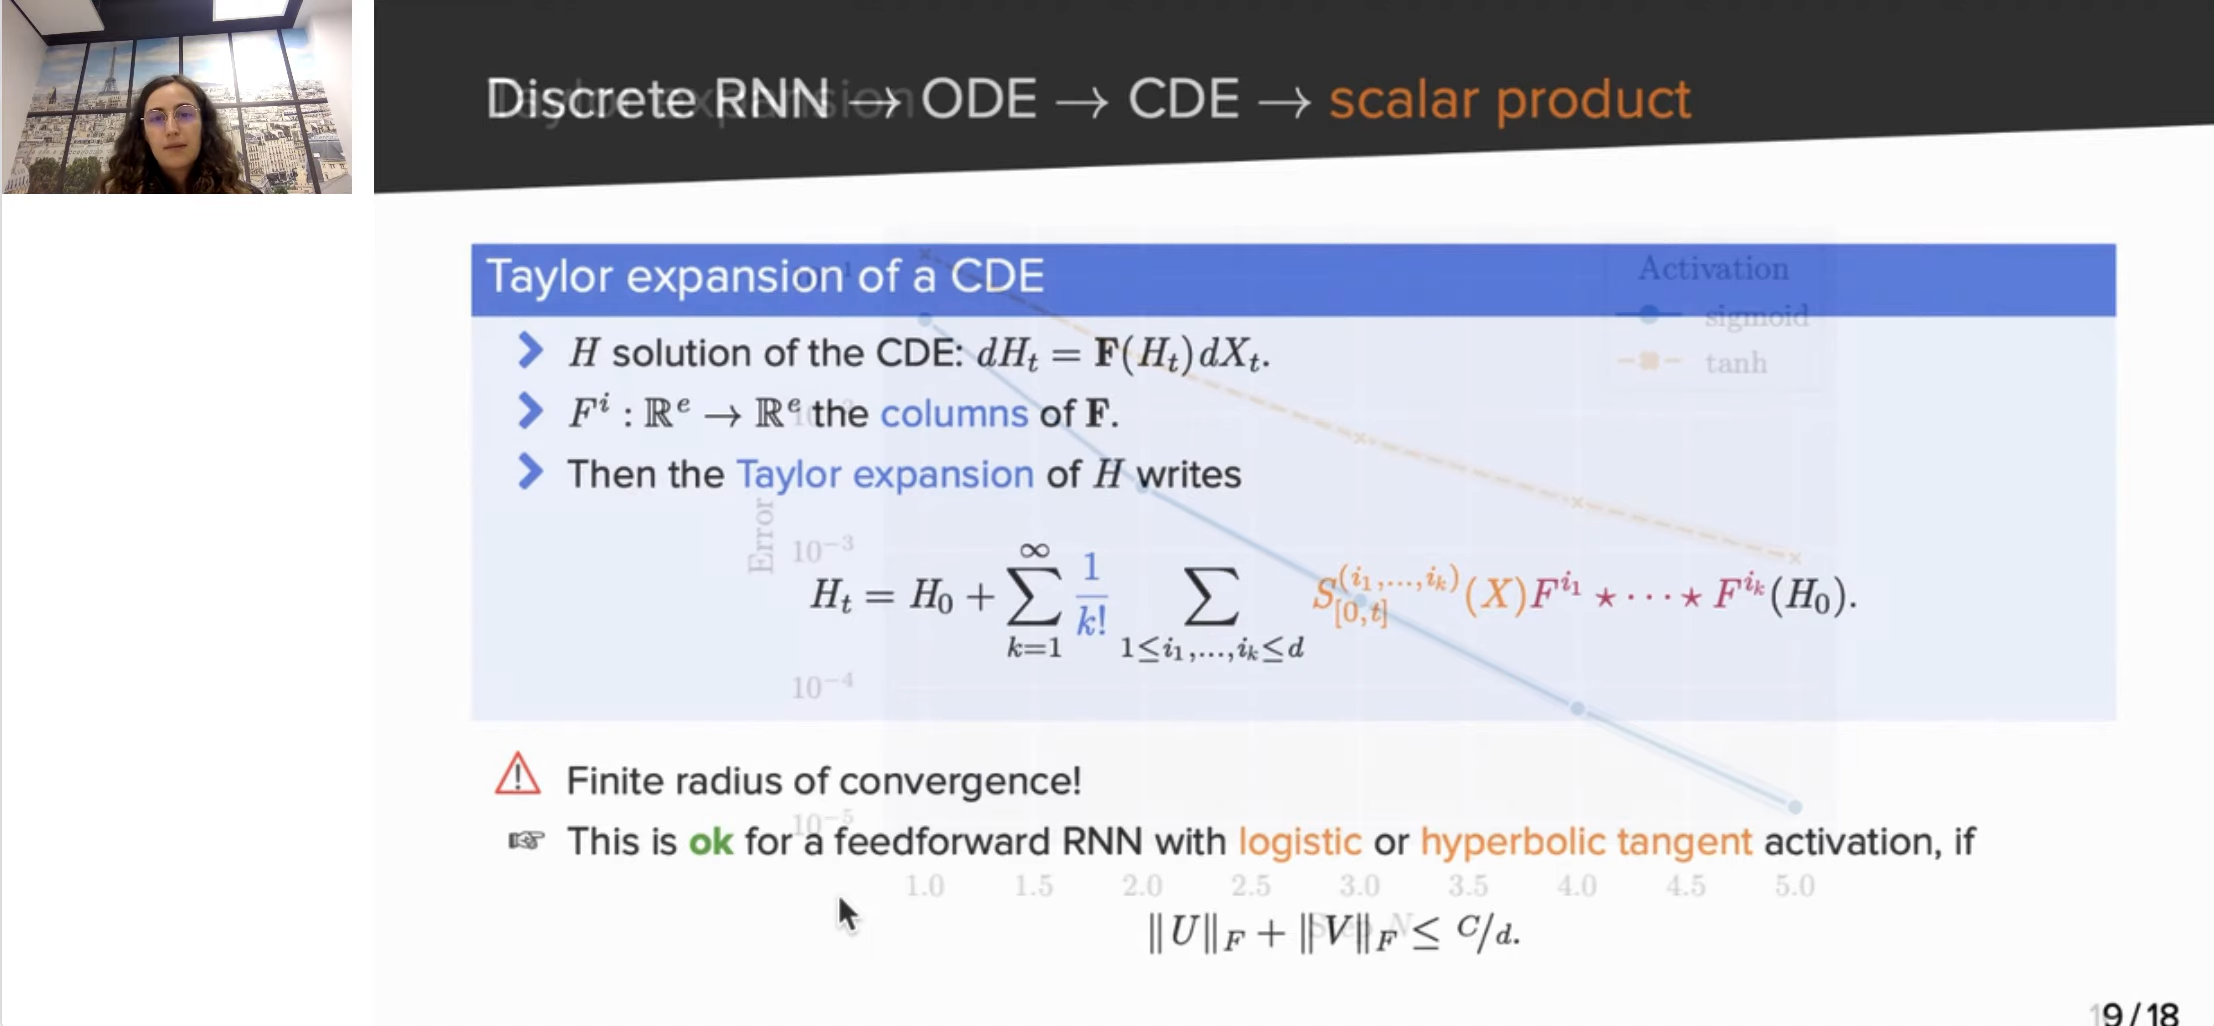 Discrete RNN → ODE → CDE → scalar product
Taylor expansion of a CDE
H solution of the CDE: dH_t = F(H_t)dX_t.
F^i : ℝ^e → ℝ^e the columns of F.
Then the Taylor expansion of H writes
H_t = H_0 + ∑_{k=1}^{∞} \frac{1}{k!} ∑_{1≤i_1,...,i_k≤d} S_{[0,t]}^{(i_1,...,i_k)}(X)F^{i_1} ⋆ ⋯ ⋆ F^{i_k}(H_0).
Finite radius of convergence!
This is ok for a feedforward RNN with logistic or hyperbolic tangent activation, if
‖U‖_F + ‖V‖_F ≤ C/d.
9/18
Activation
sigmoid
tanh
Error
10^{-3}
10^{-4}
10^{-5}
1.0 1.5 2.0 2.5 3.0 3.5 4.0 4.5 5.0
Step N